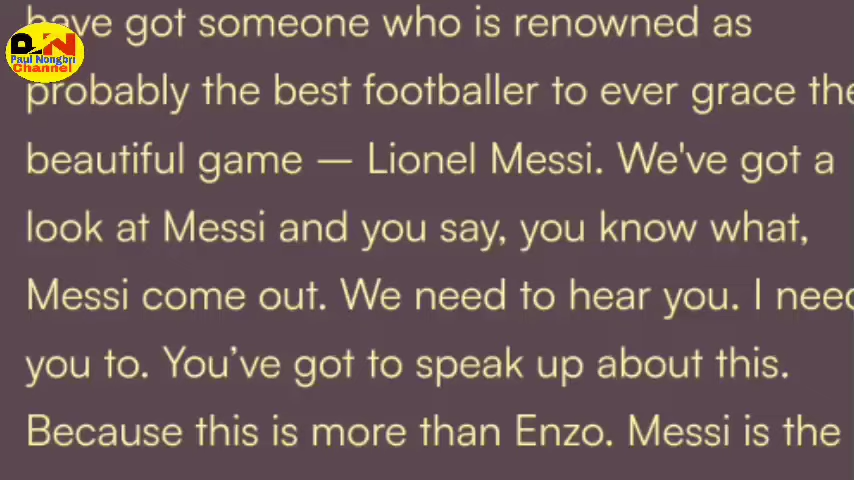 PN
Paul Nongbri
Channel
have got someone who is renowned as
probably the best footballer to ever grace the
beautiful game — Lionel Messi. We've got a
look at Messi and you say, you know what,
Messi come out. We need to hear you. I need
you to. You’ve got to speak up about this.
Because this is more than Enzo. Messi is the